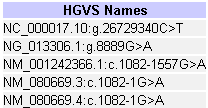 HGVS Names
NC_000017.10:g.26729340C>T
NG_013306.1:g.8889G>A
NM_001242366.1:c.1082-1557G>A
NM_080669.3:c.1082-1G>A
NM_080669.4:c.1082-1G>A